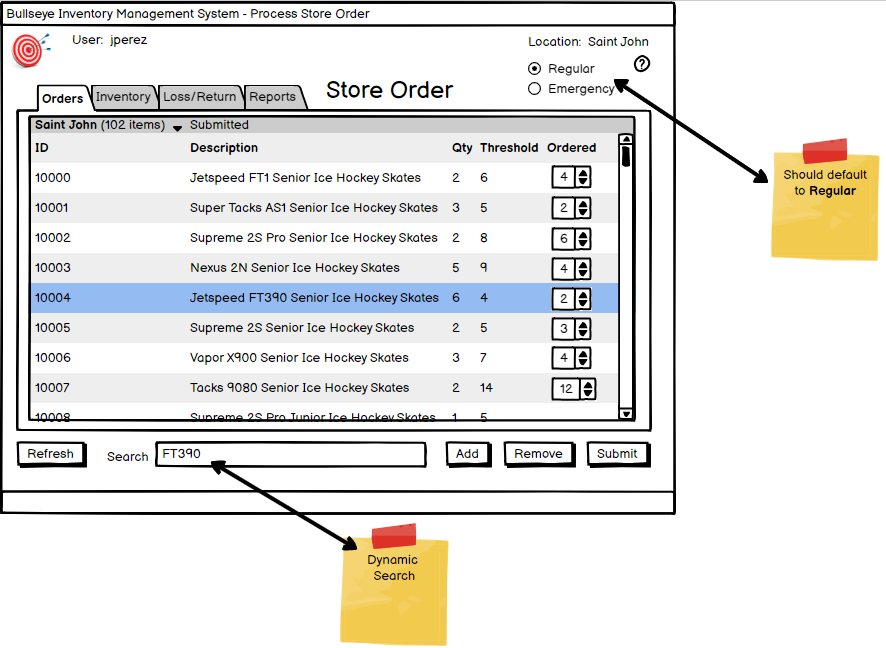 Bullseye Inventory Management System - Process Store Order
User: jperez
Location: Saint John
Regular
?
Emergency
Store Order
Orders Inventory Loss/Return Reports
Saint John (102 items) Submitted
ID Description Qty Threshold Ordered
10000 Jetspeed FT1 Senior Ice Hockey Skates 2 6 4
10001 Super Tacks AS1 Senior Ice Hockey Skates 3 5 2
10002 Supreme 2S Pro Senior Ice Hockey Skates 2 8 6
10003 Nexus 2N Senior Ice Hockey Skates 5 9 4
10004 Jetspeed FT390 Senior Ice Hockey Skates 6 4 2
10005 Supreme 2S Senior Ice Hockey Skates 2 5 3
10006 Vapor X900 Senior Ice Hockey Skates 3 7 4
10007 Tacks 9080 Senior Ice Hockey Skates 2 14 12
10008 Supreme 2S Pro Junior Ice Hockey Skates 1 5
Refresh Search FT390 Add Remove Submit
Should default
to Regular
Dynamic
Search